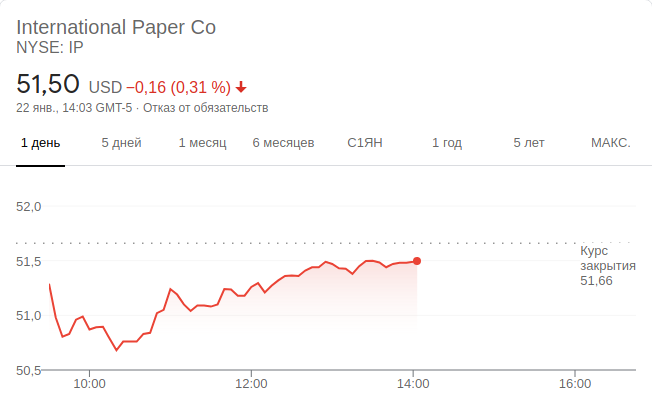 International Paper Co
NYSE: IP
51,50 USD −0,16 (0,31 %)
22 янв., 14:03 GMT-5 · Отказ от обязательств
1 день 5 дней 1 месяц 6 месяцев С1ЯН 1 год 5 лет МАКС.
52,0
Курс
закрытия
51,66
51,5
51,0
50,5
10:00 12:00 14:00 16:00